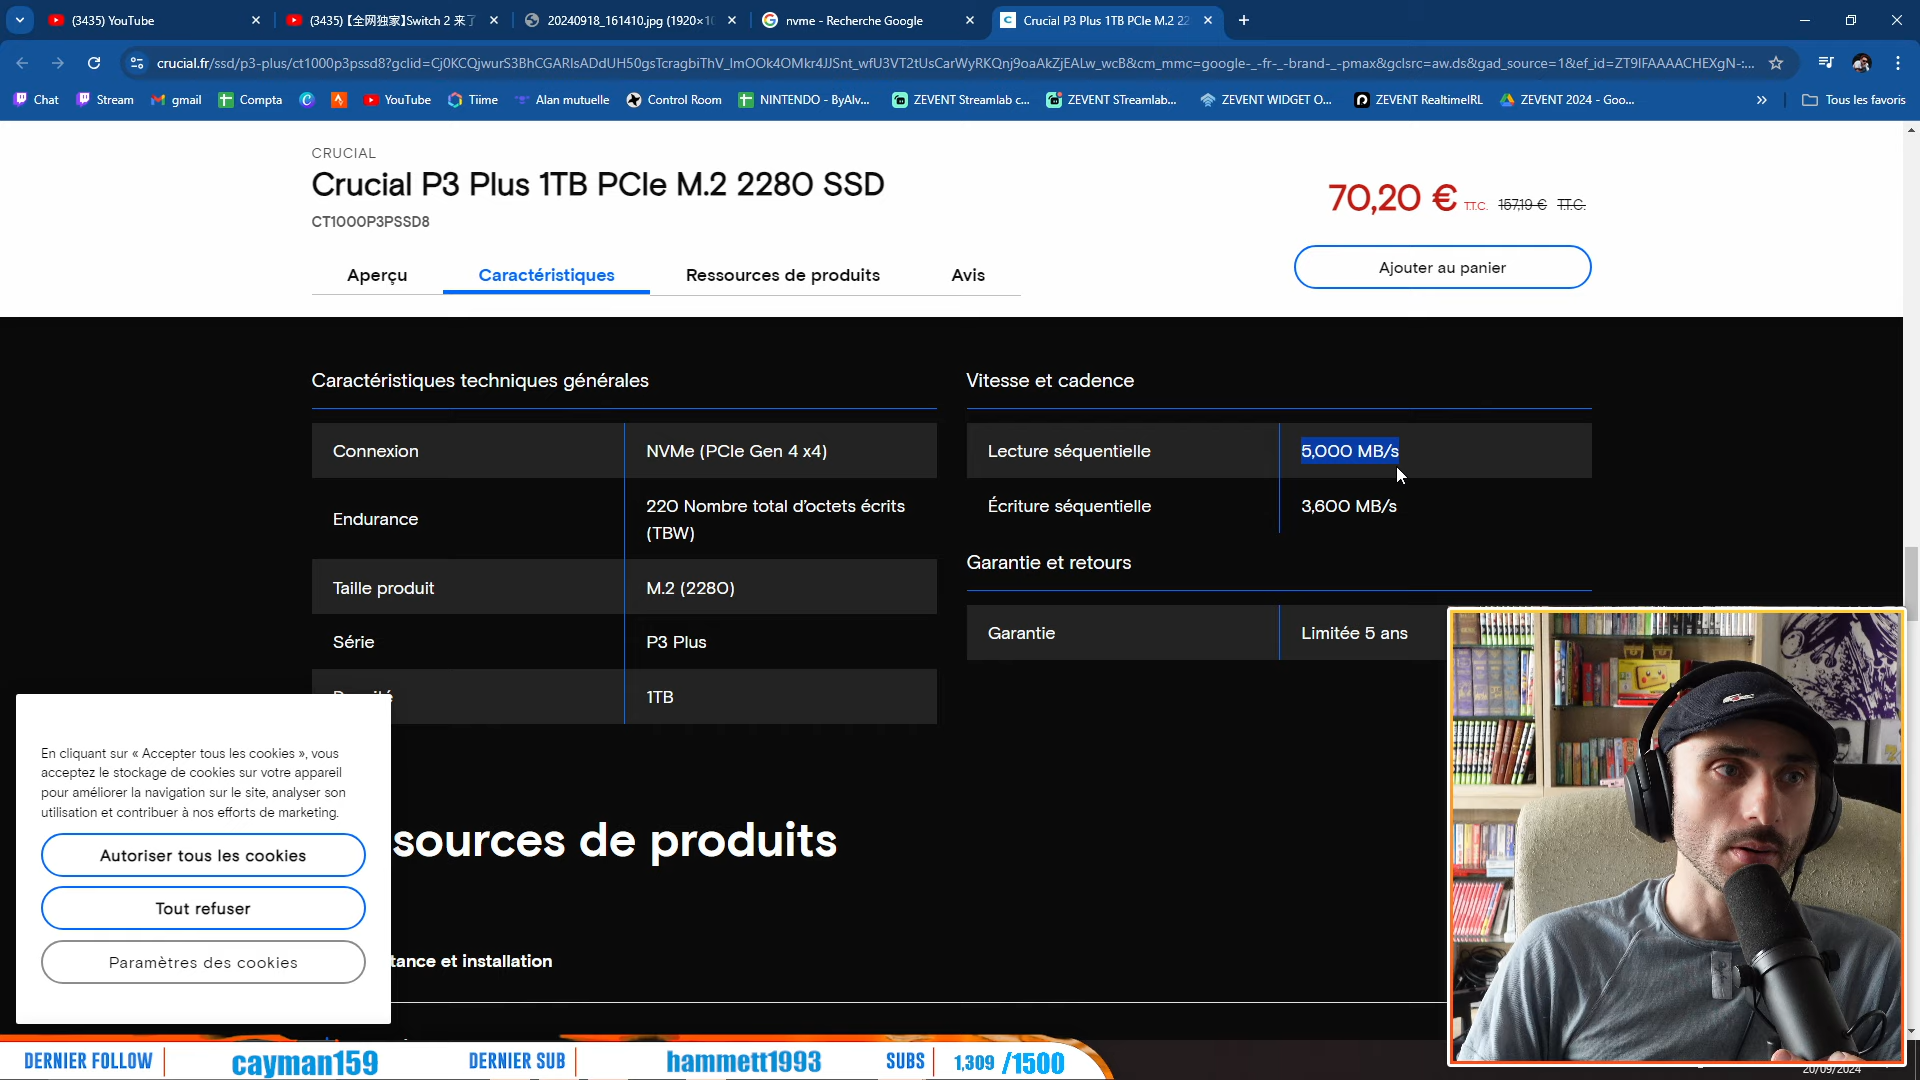 (3435) YouTube
(3435)【全网独家】Switch 2 来了
20240918_161410.jpg (1920×10
nvme - Recherche Google
Crucial P3 Plus 1TB PCIe M.2 22
crucial.fr/ssd/p3-plus/ct1000p3pssd8?gclid=Cj0KCQjwurS3BhCGARIsADdUH50gsTcragbiThV_ImOOk4OMkr4JJSnt_wfU3VT2tUsCarWyRKQnj9oaAkZjEALw_wcB&cm_mmc=google-_-fr-_-brand-_-pmax&gclsrc=aw.ds&gad_source=1&ef_id=ZT9IFAAAACHEXgN-:...
Chat
Stream
gmail
Compta
YouTube
Tiime
Alan mutuelle
Control Room
NINTENDO - ByAlv...
ZEVENT Streamlab c...
ZEVENT STreamlab...
ZEVENT WIDGET O...
ZEVENT RealtimeIRL
ZEVENT 2024 - Goo...
»
Tous les favoris
CRUCIAL
Crucial P3 Plus 1TB PCIe M.2 2280 SSD
CT1000P3PSSD8
70,20 € T.T.C. 157,19 € T.T.C.
Aperçu
Caractéristiques
Ressources de produits
Avis
Ajouter au panier
Caractéristiques techniques générales
Connexion
NVMe (PCIe Gen 4 x4)
Endurance
220 Nombre total d'octets écrits
(TBW)
Taille produit
M.2 (2280)
Série
P3 Plus
1TB
Vitesse et cadence
Lecture séquentielle
5,000 MB/s
Écriture séquentielle
3,600 MB/s
Garantie et retours
Garantie
Limitée 5 ans
En cliquant sur « Accepter tous les cookies », vous
acceptez le stockage de cookies sur votre appareil
pour améliorer la navigation sur le site, analyser son
utilisation et contribuer à nos efforts de marketing.
Autoriser tous les cookies
Tout refuser
Paramètres des cookies
sources de produits
tance et installation
DERNIER FOLLOW
cayman159
DERNIER SUB
hammett1993
SUBS
1,309 /1500
20/09/2024